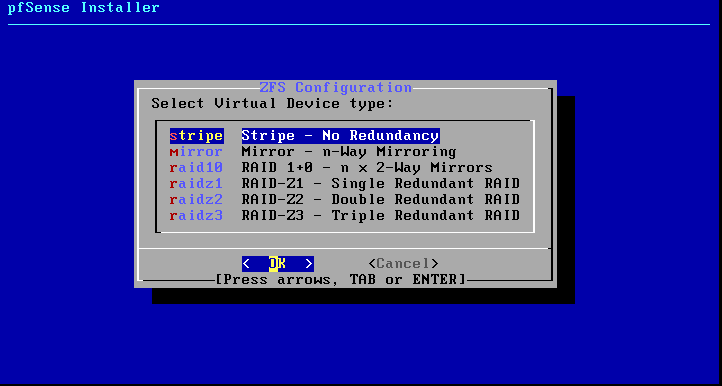 pfSense Installer
ZFS Configuration
Select Virtual Device type:
stripe Stripe - No Redundancy
mirror Mirror - n-Way Mirroring
raid10 RAID 1+0 - n x 2-Way Mirrors
raidz1 RAID-Z1 - Single Redundant RAID
raidz2 RAID-Z2 - Double Redundant RAID
raidz3 RAID-Z3 - Triple Redundant RAID
< OK > <Cancel>
[Press arrows, TAB or ENTER]